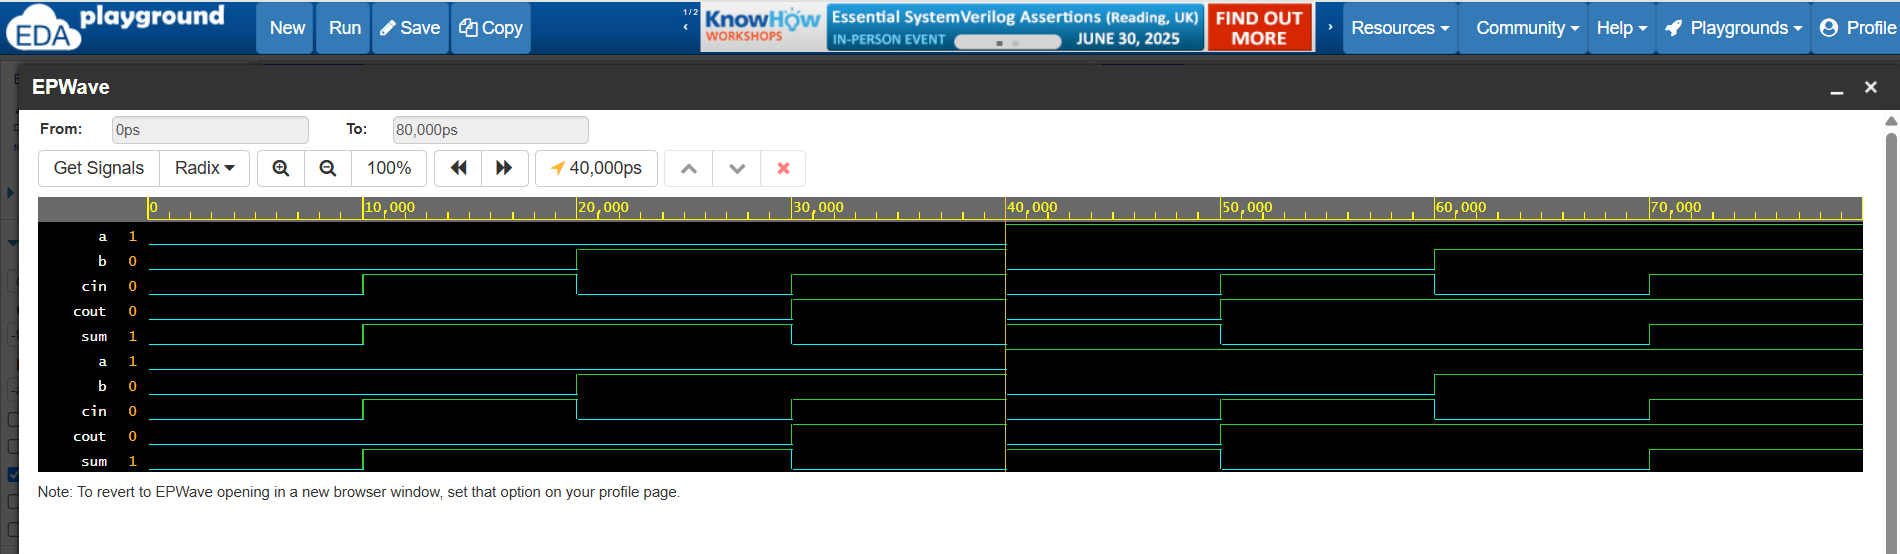 EDA playground
New Run Save Copy
1/2
KnowHow WORKSHOPS
Essential SystemVerilog Assertions (Reading, UK)
IN-PERSON EVENT JUNE 30, 2025
FIND OUT MORE
Resources Community Help Playgrounds Profile
EPWave
From: 0ps To: 80,000ps
Get Signals Radix 100% 40,000ps
0 10,000 20,000 30,000 40,000 50,000 60,000 70,000
a 1
b 0
cin 0
cout 0
sum 1
a 1
b 0
cin 0
cout 0
sum 1
Note: To revert to EPWave opening in a new browser window, set that option on your profile page.